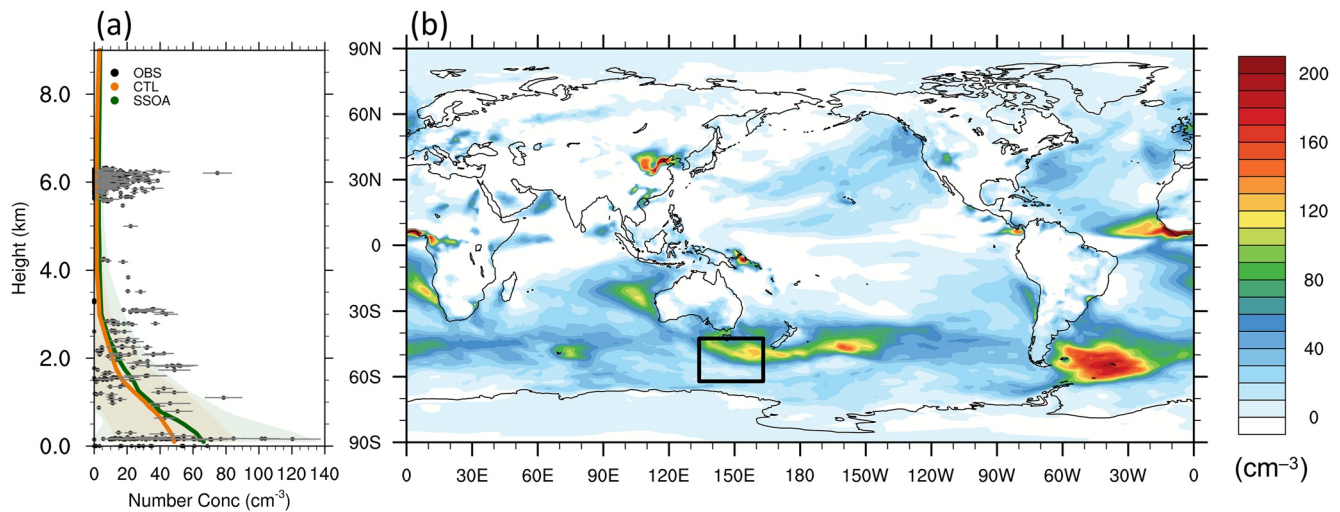 (a)
(b)
OBS
CTL
SSOA
8.0
6.0
4.0
2.0
0.0
Height (km)
0 20 40 60 80 100 120 140
Number Conc (cm-3)
90N
60N
30N
0
30S
60S
90S
0 30E 60E 90E 120E 150E 180 150W 120W 90W 60W 30W 0
200
160
120
80
40
0
(cm–3)